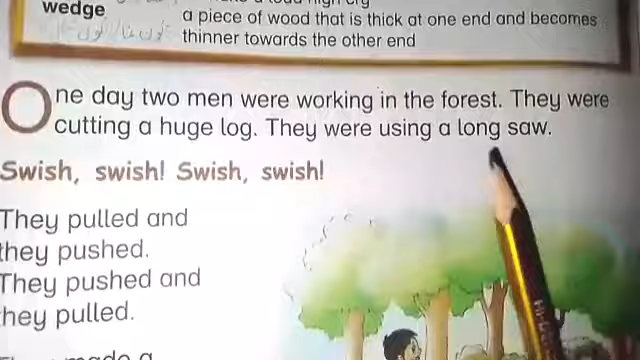 wedge
a piece of wood that is thick at one end and becomes
thinner towards the other end
One day two men were working in the forest. They were
cutting a huge log. They were using a long saw.
Swish, swish! Swish, swish!
They pulled and
they pushed.
They pushed and
they pulled.